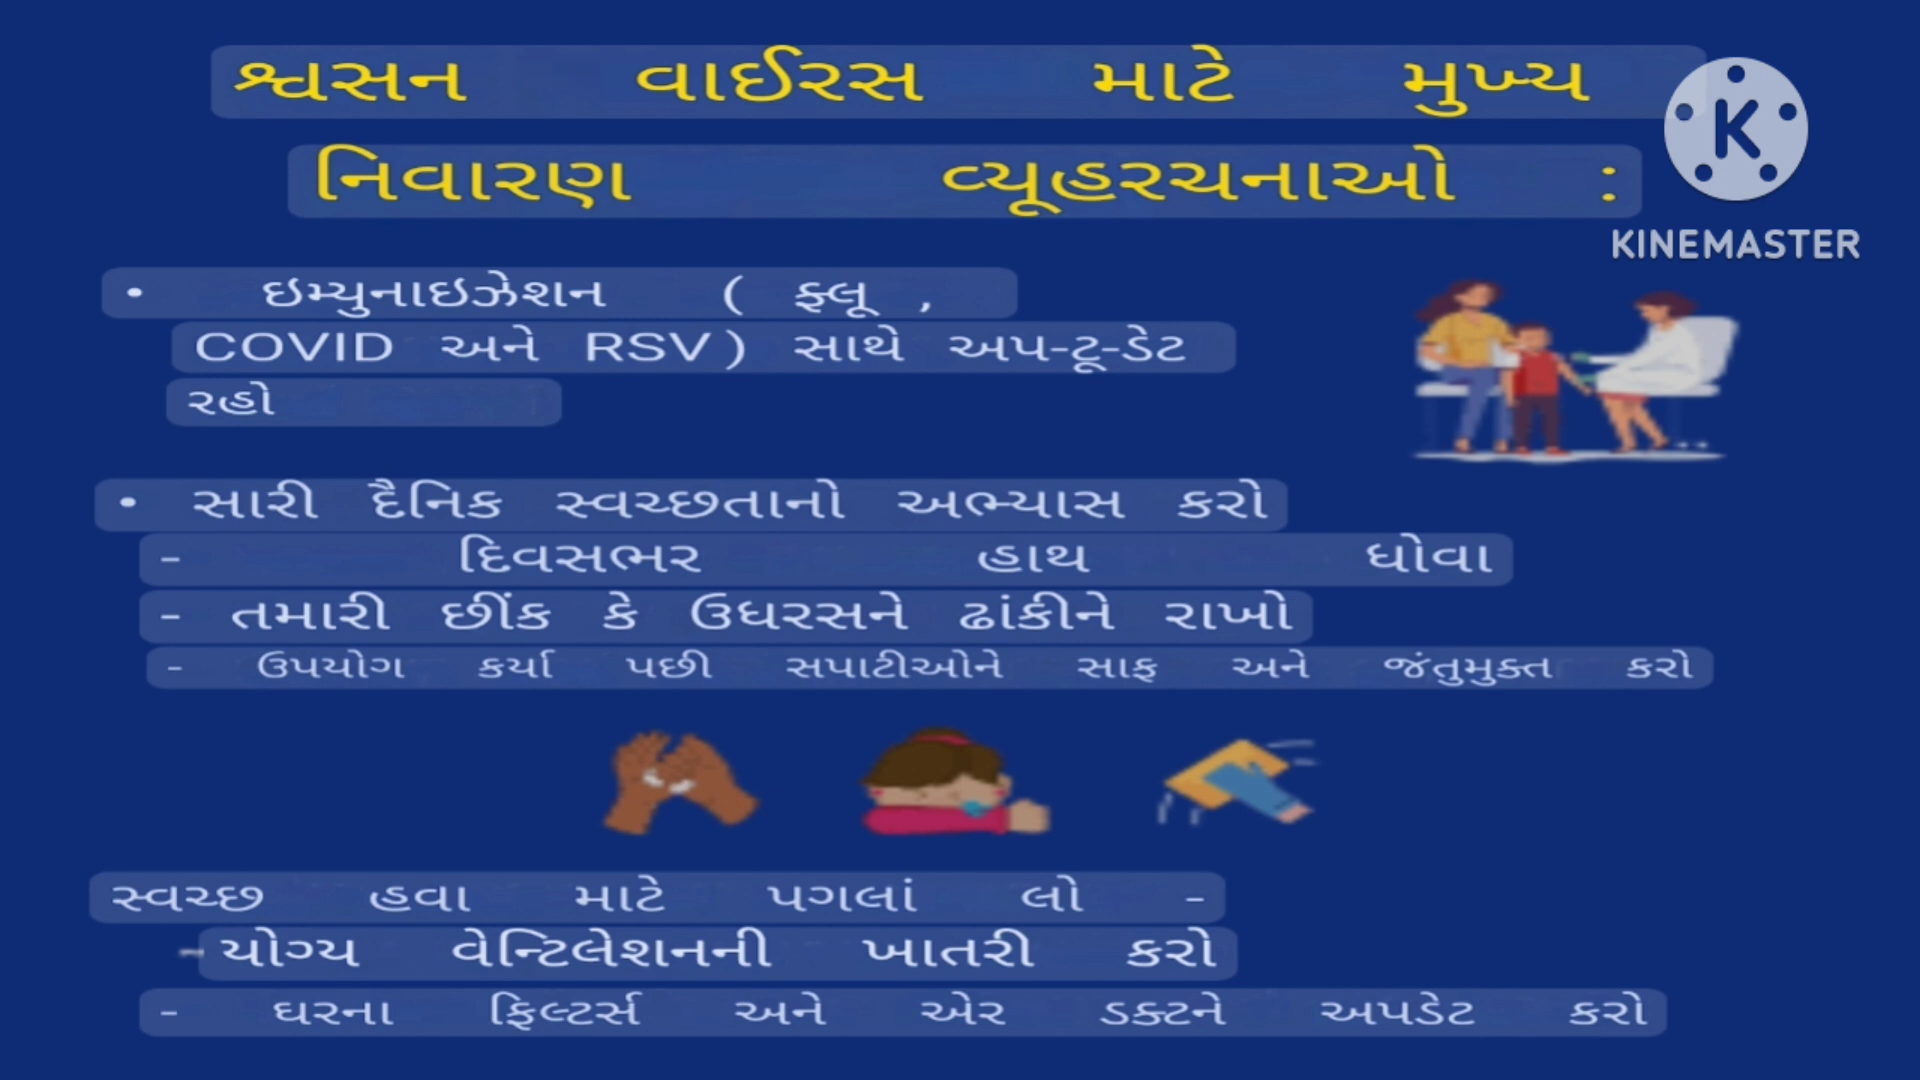 શ્વસન વાઈરસ માટે મુખ્ય
નિવારણ વ્યૂહરચનાઓ :
KINEMASTER
• ઇમ્યુનાઇઝેશન ( ફ્લૂ ,
COVID અને RSV ) સાથે અપ-ટૂ-ડેટ
રહો
• સારી દૈનિક સ્વચ્છતાનો અભ્યાસ કરો
- દિવસભર હાથ ધોવા
- તમારી છીંક કે ઉધરસને ઢાંકીને રાખો
- ઉપયોગ કર્યા પછી સપાટીઓને સાફ અને જંતુમુક્ત કરો
સ્વચ્છ હવા માટે પગલાં લો -
- યોગ્ય વેન્ટિલેશનની ખાતરી કરો
- ઘરના ફિલ્ટર્સ અને એર ડક્ટને અપડેટ કરો